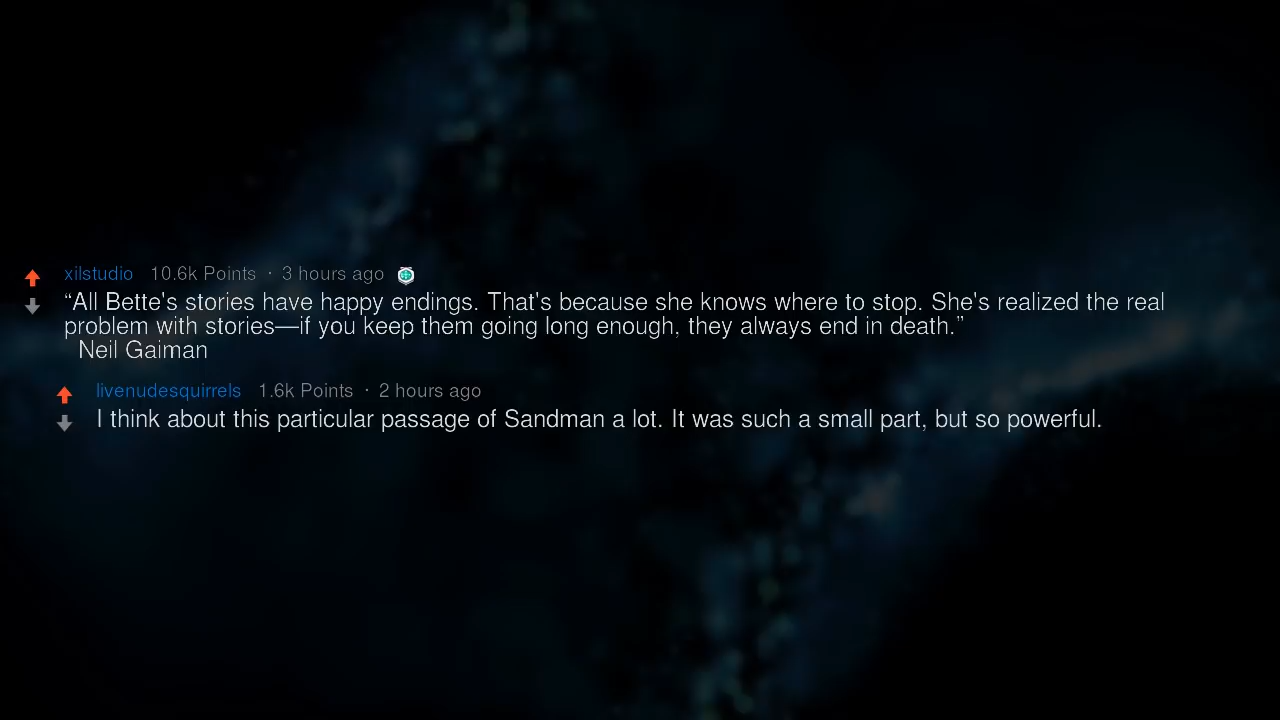 xilstudio 10.6k Points · 3 hours ago
“All Bette's stories have happy endings. That's because she knows where to stop. She's realized the real
problem with stories—if you keep them going long enough, they always end in death.”
Neil Gaiman
livenudesquirrels 1.6k Points · 2 hours ago
I think about this particular passage of Sandman a lot. It was such a small part, but so powerful.